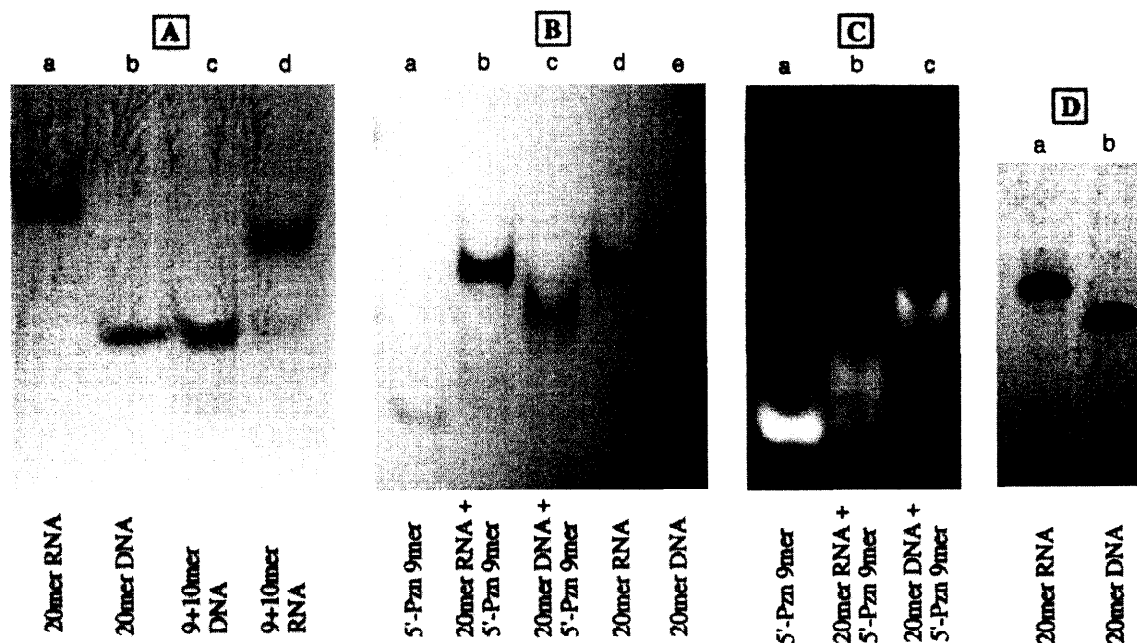 A
B
C
D
a b c d
a b c d e
a b c
a b
20mer RNA
20mer DNA
9+10mer
DNA
9+10mer
RNA
5'-Pzn 9mer
20mer RNA +
5'-Pzn 9mer
20mer DNA +
5'-Pzn 9mer
20mer RNA
20mer DNA
5'-Pzn 9mer
20mer RNA +
5'-Pzn 9mer
20mer DNA +
5'-Pzn 9mer
20mer RNA
20mer DNA